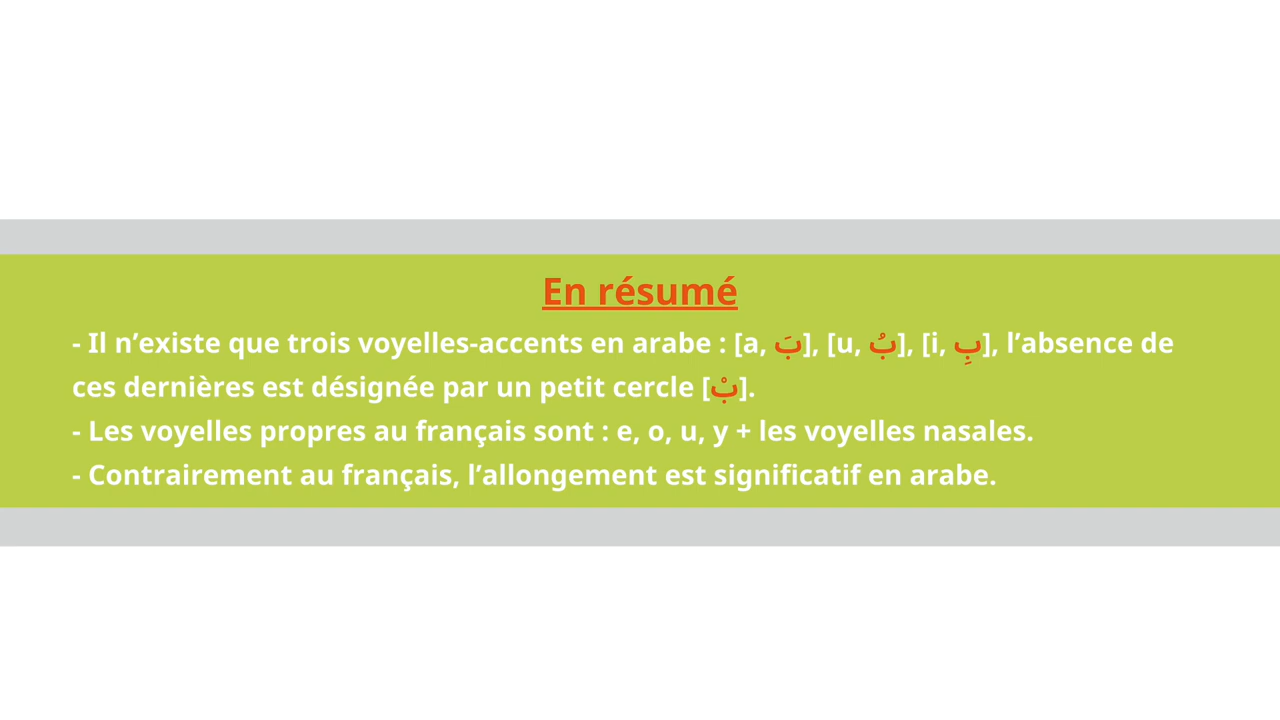 En résumé
- Il n’existe que trois voyelles-accents en arabe : [a, بَ], [u, بُ], [i, بِ], l’absence de
ces dernières est désignée par un petit cercle [بْ].
- Les voyelles propres au français sont : e, o, u, y + les voyelles nasales.
- Contrairement au français, l’allongement est significatif en arabe.